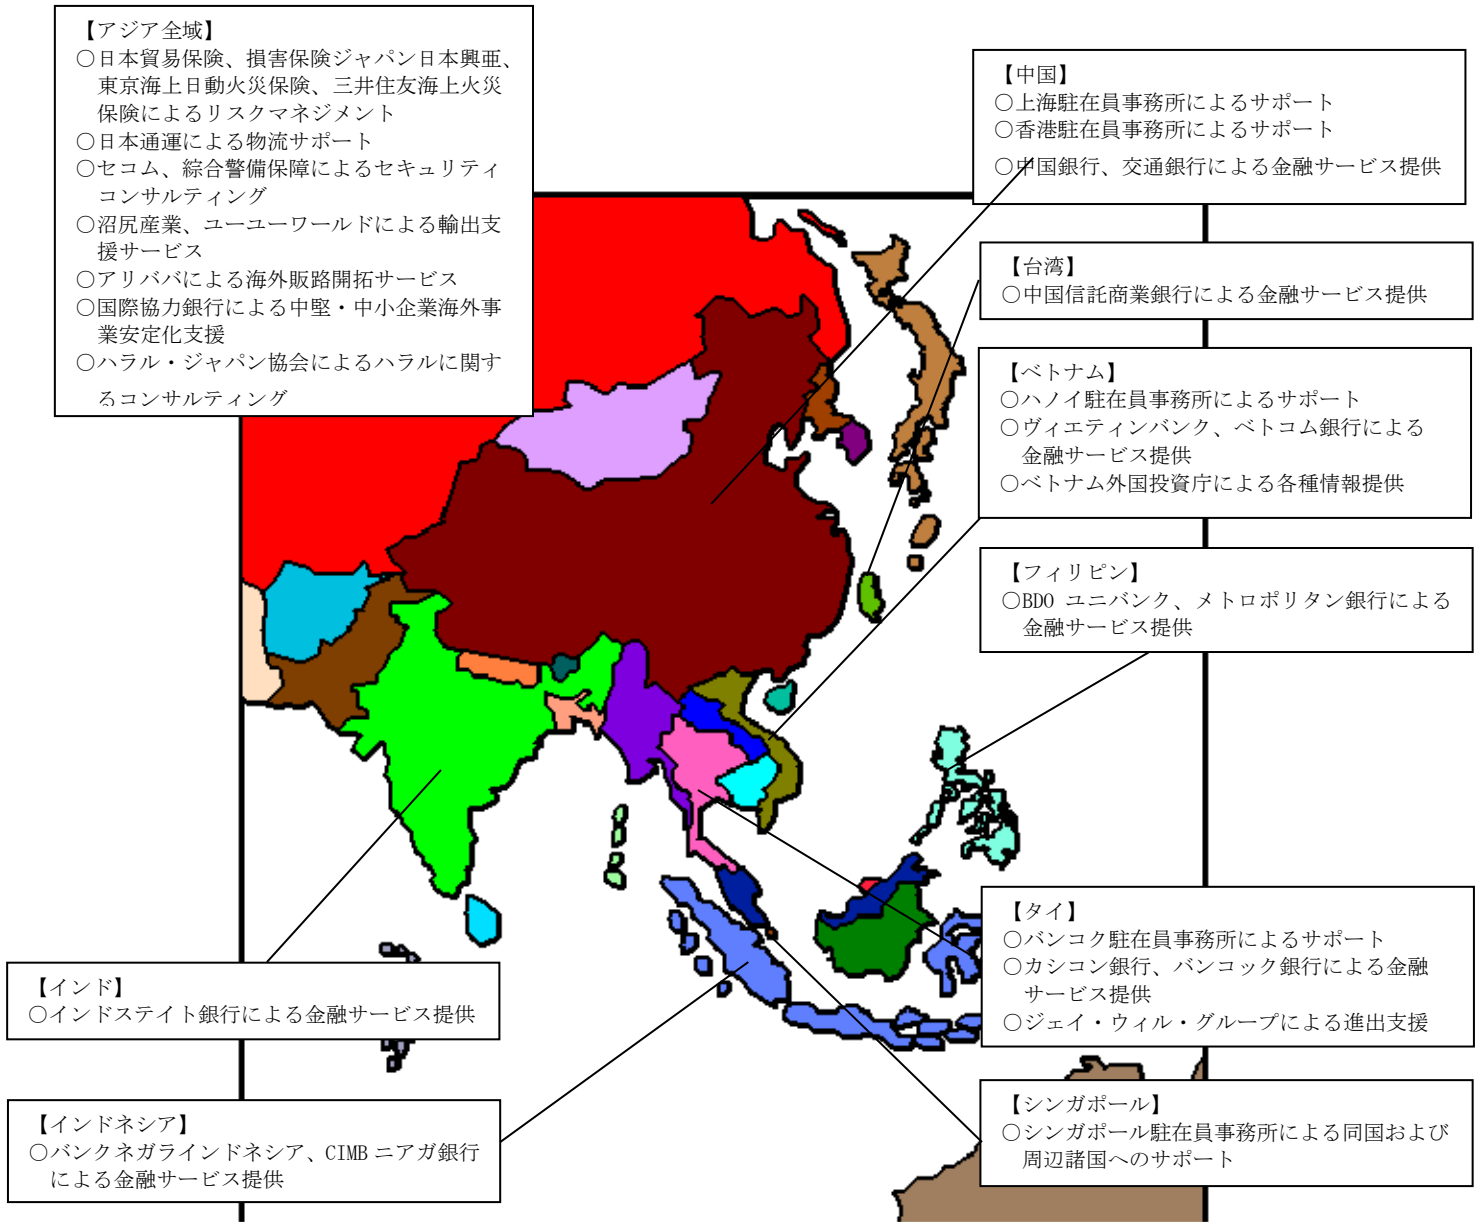 【アジア全域】
○日本貿易保険、損害保険ジャパン日本興亜、
東京海上日動火災保険、三井住友海上火災
保険によるリスクマネジメント
○日本通運による物流サポート
○セコム、綜合警備保障によるセキュリティ
コンサルティング
○沼尻産業、ユーユーワールドによる輸出支
援サービス
○アリババによる海外販路開拓サービス
○国際協力銀行による中堅・中小企業海外事
業安定化支援
○ハラル・ジャパン協会によるハラルに関す
るコンサルティング
【中国】
○上海駐在員事務所によるサポート
○香港駐在員事務所によるサポート
○中国銀行、交通銀行による金融サービス提供
【台湾】
○中国信託商業銀行による金融サービス提供
【ベトナム】
○ハノイ駐在員事務所によるサポート
○ヴィエティンバンク、ベトコム銀行による
金融サービス提供
○ベトナム外国投資庁による各種情報提供
【フィリピン】
○BDO ユニバンク、メトロポリタン銀行による
金融サービス提供
【タイ】
○バンコク駐在員事務所によるサポート
○カシコン銀行、バンコック銀行による金融
サービス提供
○ジェイ・ウィル・グループによる進出支援
【シンガポール】
○シンガポール駐在員事務所による同国および
周辺諸国へのサポート
【インド】
○インドステイト銀行による金融サービス提供
【インドネシア】
○バンクネガラインドネシア、CIMB ニアガ銀行
による金融サービス提供